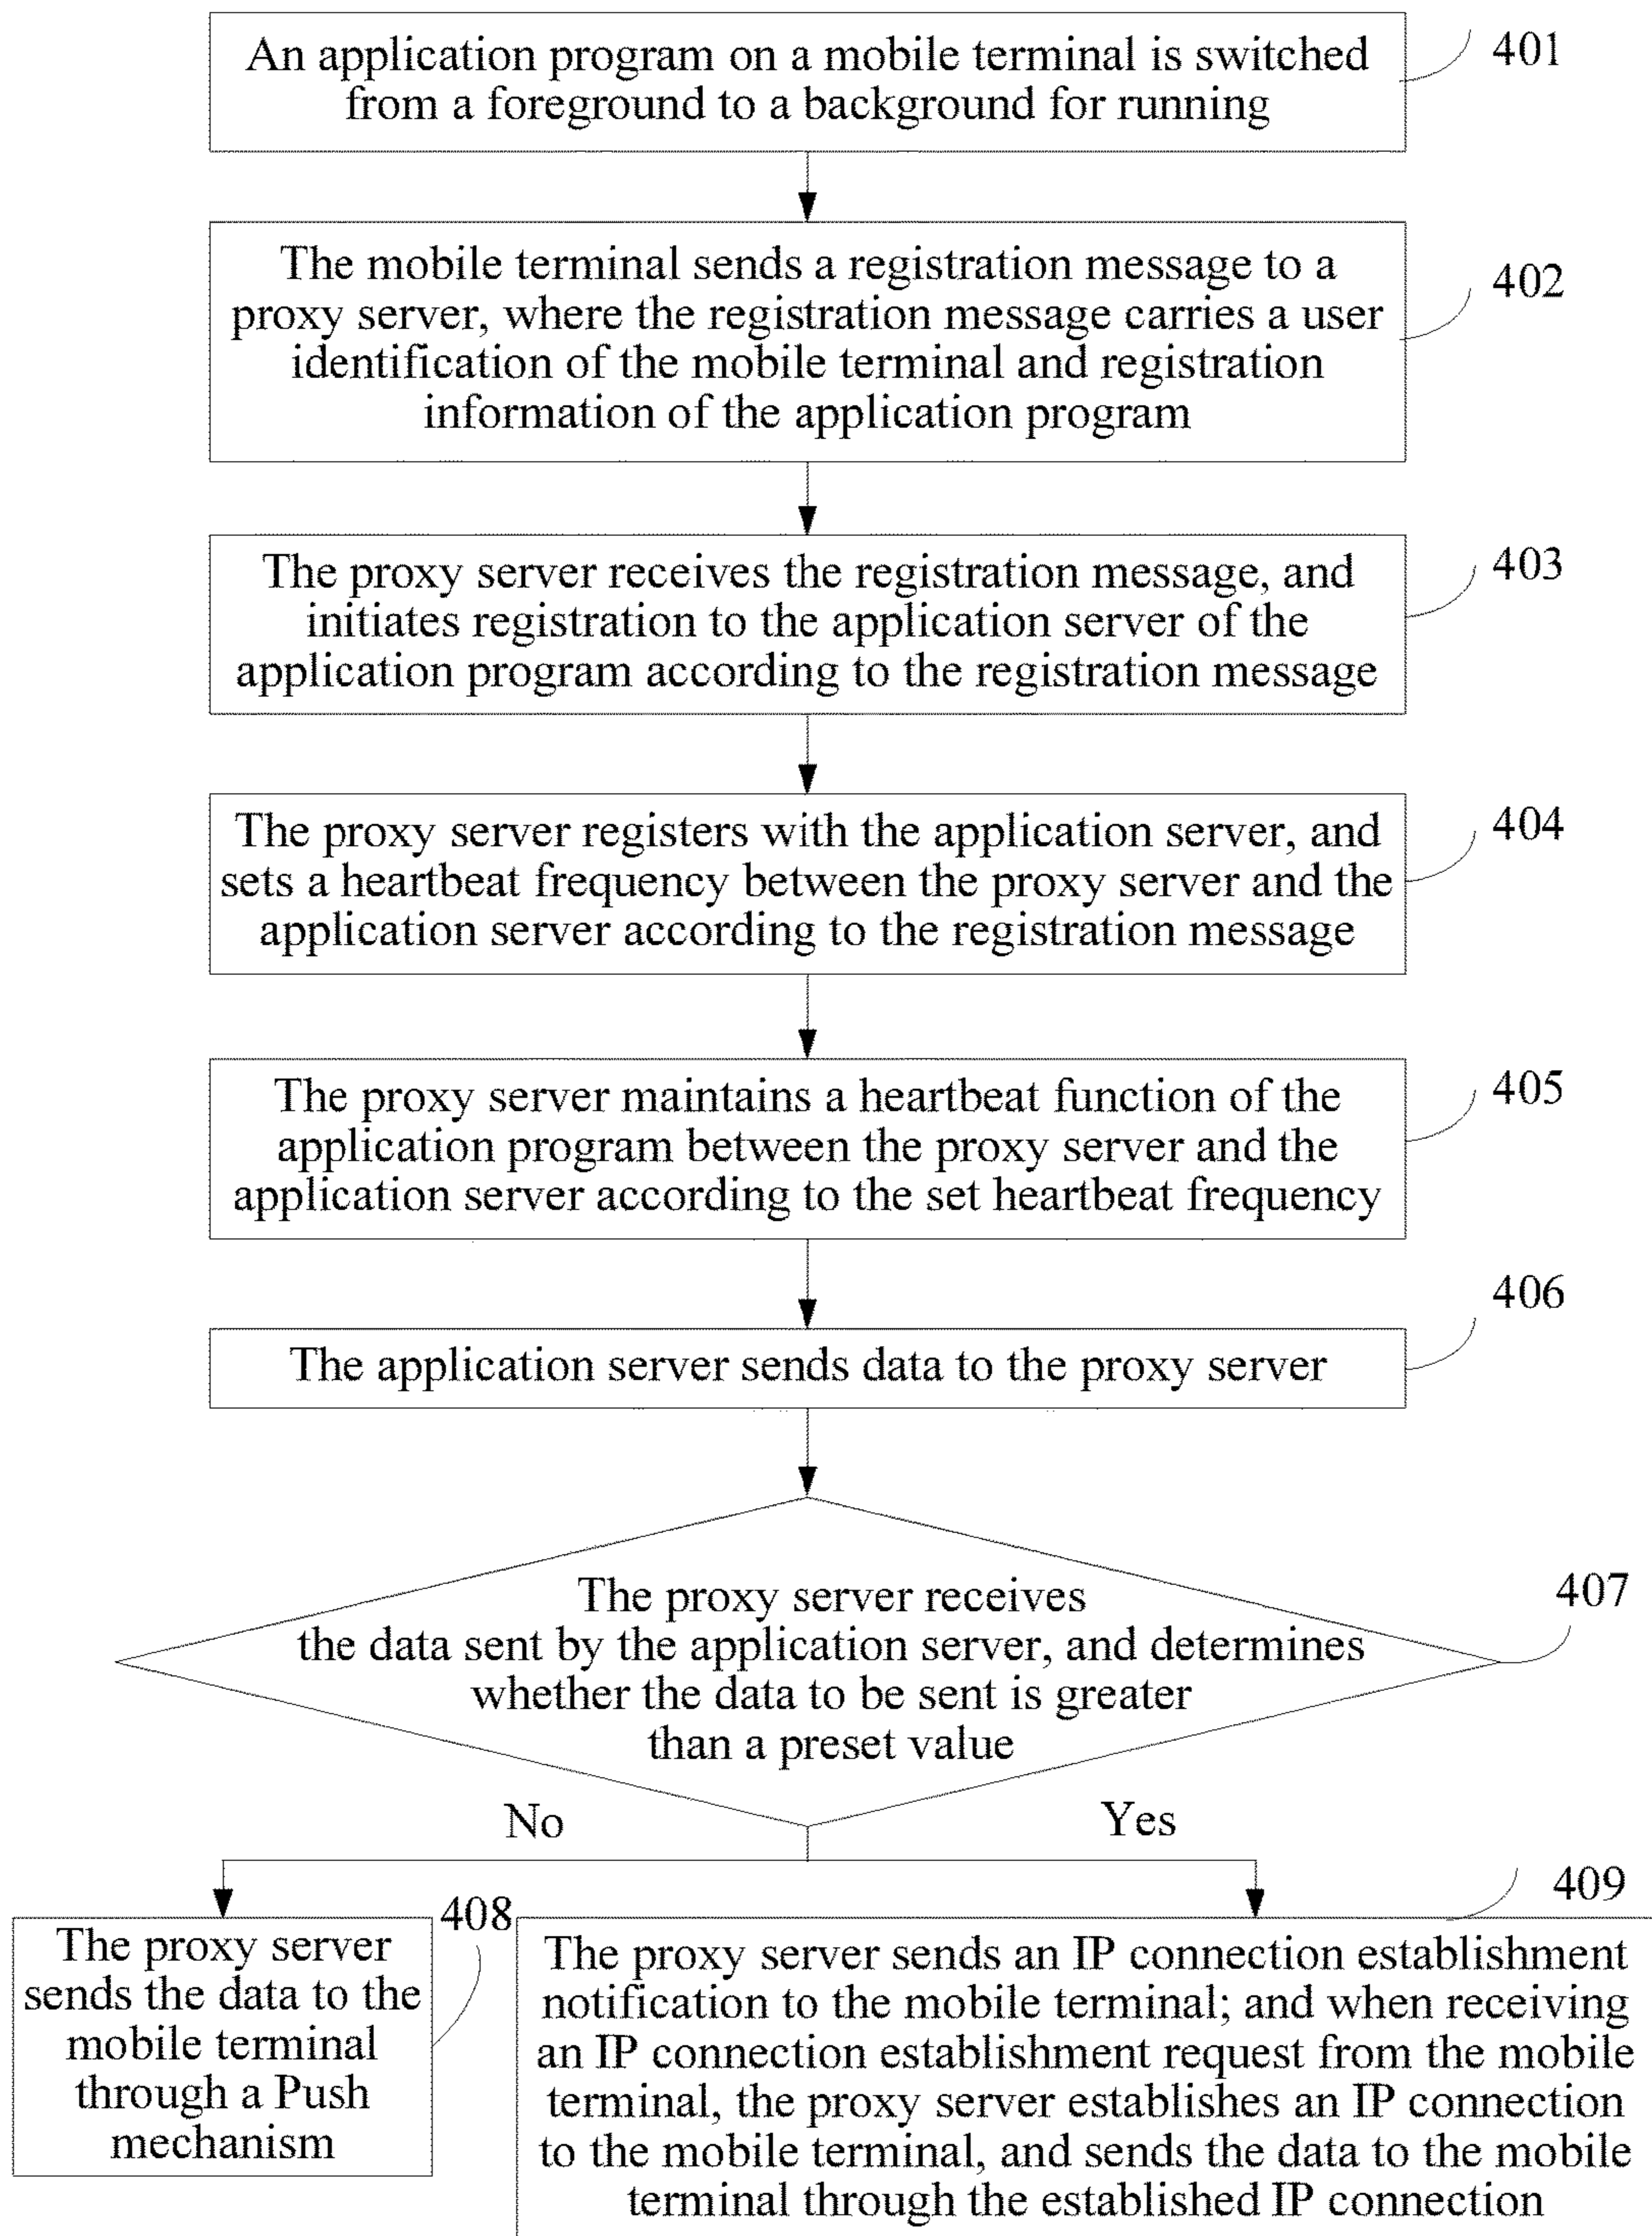 An application program on a mobile terminal is switched
from a foreground to a background for running
401
The mobile terminal sends a registration message to a
proxy server, where the registration message carries a user
identification of the mobile terminal and registration
information of the application program
402
The proxy server receives the registration message, and
initiates registration to the application server of the
application program according to the registration message
403
The proxy server registers with the application server, and
sets a heartbeat frequency between the proxy server and the
application server according to the registration message
404
The proxy server maintains a heartbeat function of the
application program between the proxy server and the
application server according to the set heartbeat frequency
405
The application server sends data to the proxy server
406
The proxy server receives
the data sent by the application server, and determines
whether the data to be sent is greater
than a preset value
407
No
Yes
The proxy server
sends the data to the
mobile terminal
through a Push
mechanism
408
The proxy server sends an IP connection establishment
notification to the mobile terminal; and when receiving
an IP connection establishment request from the mobile
terminal, the proxy server establishes an IP connection
to the mobile terminal, and sends the data to the mobile
terminal through the established IP connection
409